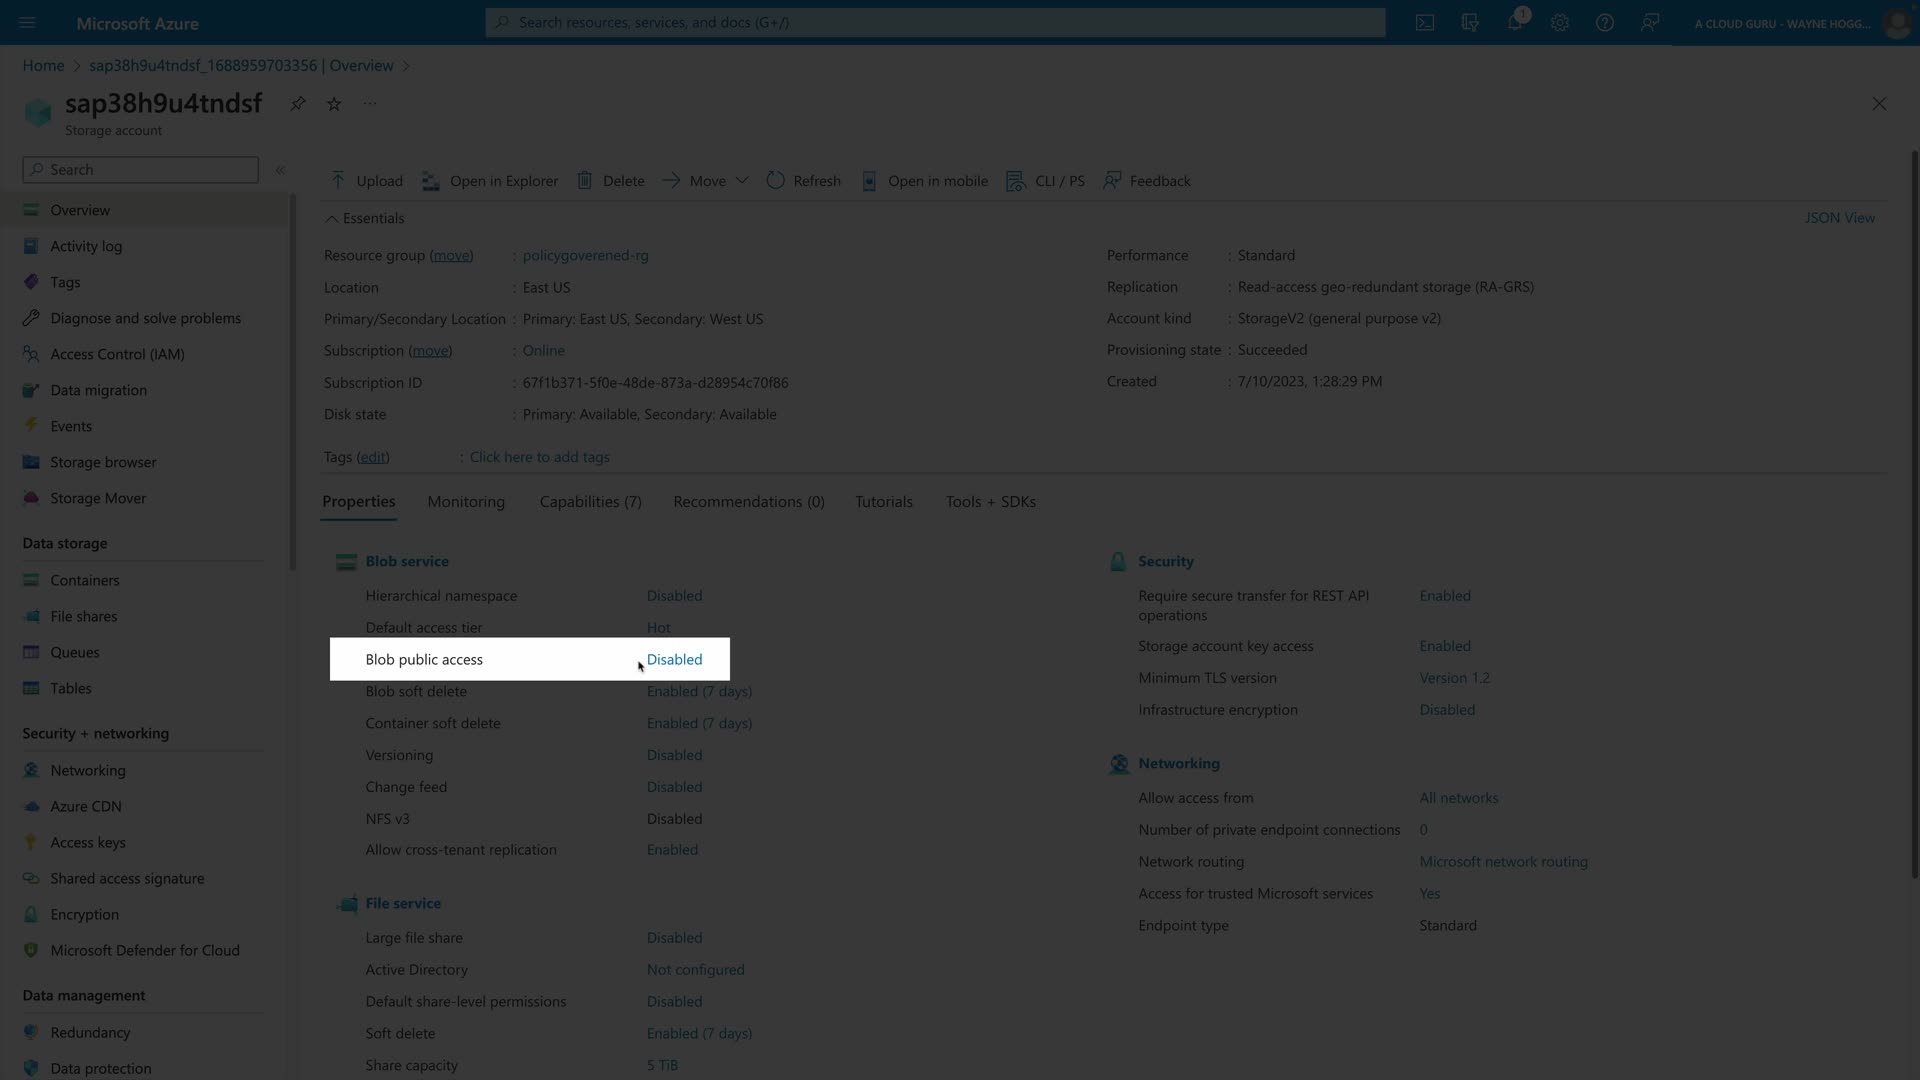 Microsoft Azure
Search resources, services, and docs (G+/)
1
A CLOUD GURU - WAYNE HOGG...
Home > sap38h9u4tndsf_1688959703356 | Overview >
sap38h9u4tndsf
Storage account
Search
Overview
Activity log
Tags
Diagnose and solve problems
Access Control (IAM)
Data migration
Events
Storage browser
Storage Mover
Data storage
Containers
File shares
Queues
Tables
Security + networking
Networking
Azure CDN
Access keys
Shared access signature
Encryption
Microsoft Defender for Cloud
Data management
Redundancy
Data protection
Upload Open in Explorer Delete Move Refresh Open in mobile CLI / PS Feedback
Essentials JSON View
Resource group (move) : policygoverened-rg
Location : East US
Primary/Secondary Location : Primary: East US, Secondary: West US
Subscription (move) : Online
Subscription ID : 67f1b371-5f0e-48de-873a-d28954c70f86
Disk state : Primary: Available, Secondary: Available
Tags (edit) : Click here to add tags
Performance : Standard
Replication : Read-access geo-redundant storage (RA-GRS)
Account kind : StorageV2 (general purpose v2)
Provisioning state : Succeeded
Created : 7/10/2023, 1:28:29 PM
Properties Monitoring Capabilities (7) Recommendations (0) Tutorials Tools + SDKs
Blob service
Hierarchical namespace Disabled
Default access tier Hot
Blob public access Disabled
Blob soft delete Enabled (7 days)
Container soft delete Enabled (7 days)
Versioning Disabled
Change feed Disabled
NFS v3 Disabled
Allow cross-tenant replication Enabled
File service
Large file share Disabled
Active Directory Not configured
Default share-level permissions Disabled
Soft delete Enabled (7 days)
Share capacity 5 TiB
Security
Require secure transfer for REST API operations Enabled
Storage account key access Enabled
Minimum TLS version Version 1.2
Infrastructure encryption Disabled
Networking
Allow access from All networks
Number of private endpoint connections 0
Network routing Microsoft network routing
Access for trusted Microsoft services Yes
Endpoint type Standard